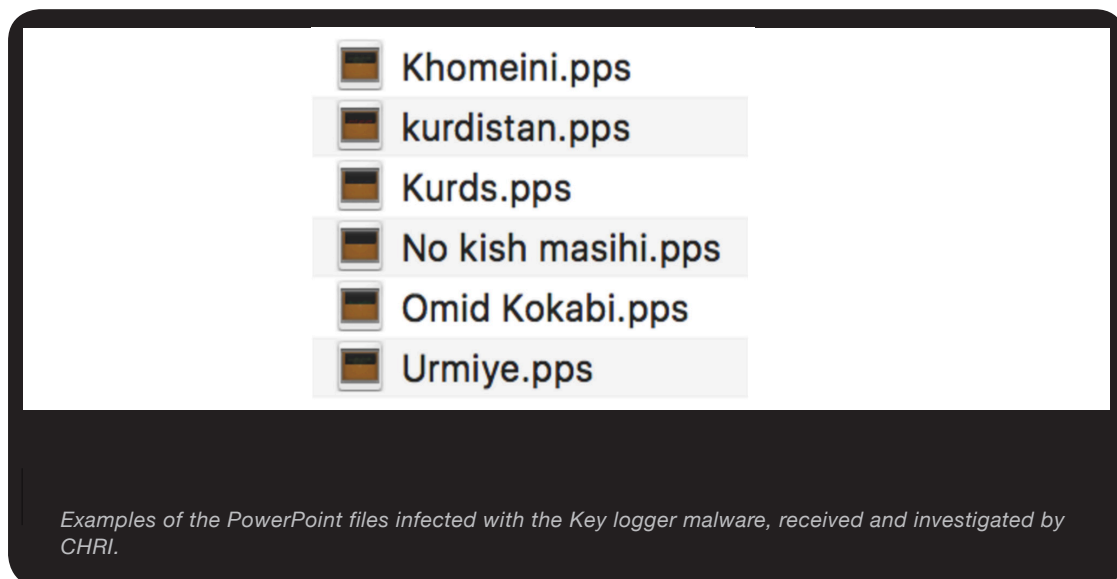 Khomeini.pps
kurdistan.pps
Kurds.pps
No kish masihi.pps
Omid Kokabi.pps
Urmiye.pps
Examples of the PowerPoint files infected with the Key logger malware, received and investigated by
CHRI.